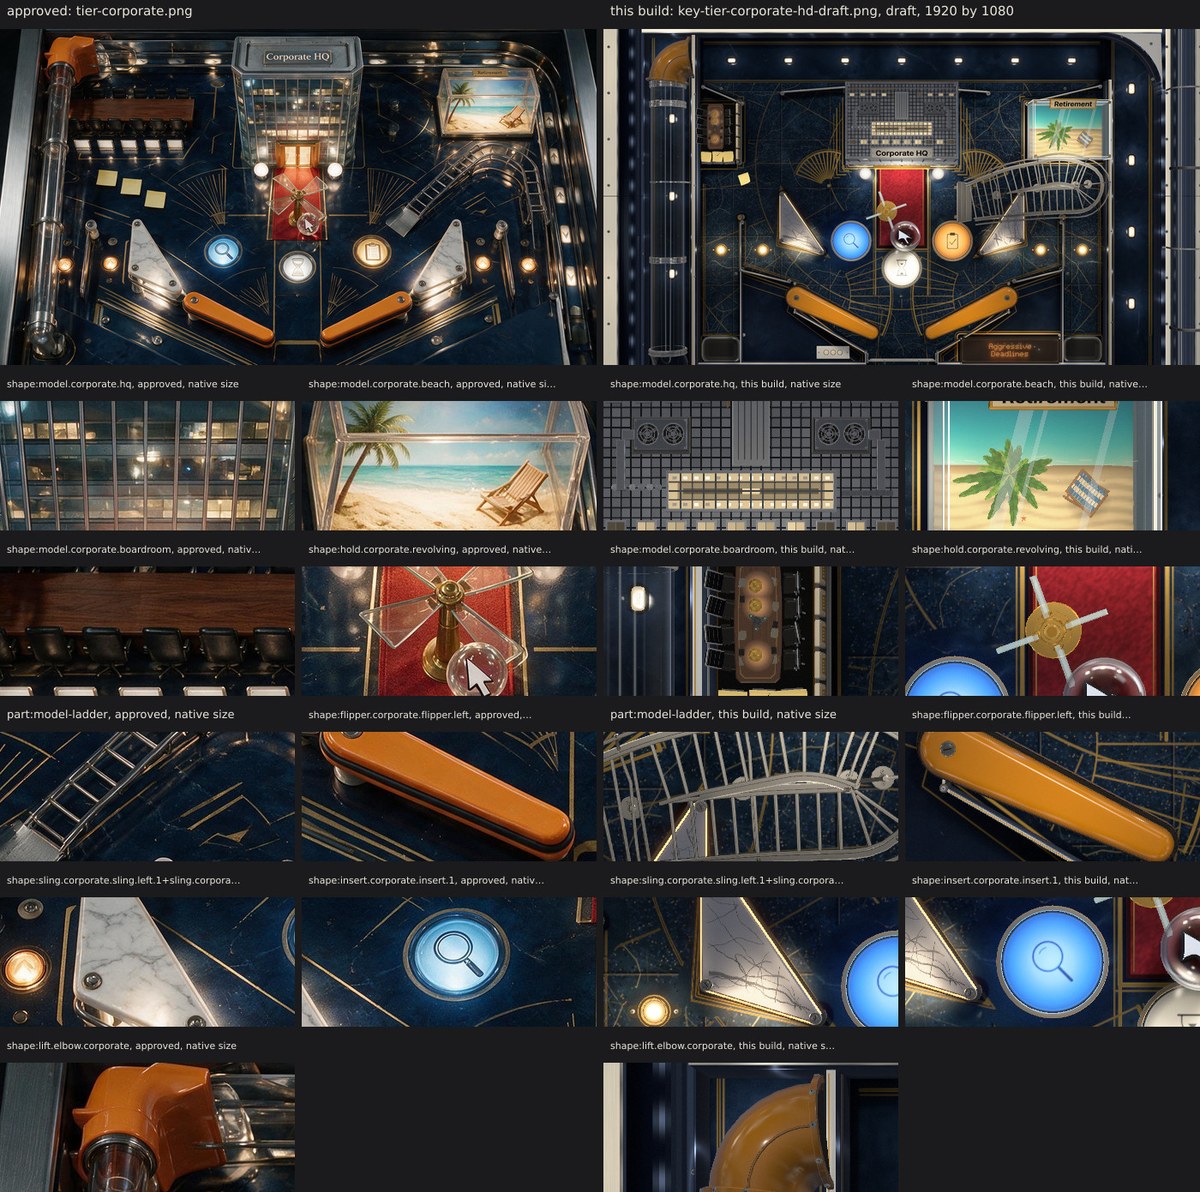 approved: tier-corporate.png
this build: key-tier-corporate-hd-draft.png, draft, 1920 by 1080
Corporate HQ
Retirement
Corporate HQ
Aggressive-
Deadlines
shape:model.corporate.hq, approved, native size
shape:model.corporate.beach, approved, native si...
shape:model.corporate.hq, this build, native size
shape:model.corporate.beach, this build, native...
shape:model.corporate.boardroom, approved, nativ...
shape:hold.corporate.revolving, approved, native...
shape:model.corporate.boardroom, this build, nat...
shape:hold.corporate.revolving, this build, nati...
part:model-ladder, approved, native size
shape:flipper.corporate.flipper.left, approved,...
part:model-ladder, this build, native size
shape:flipper.corporate.flipper.left, this build...
shape:sling.corporate.sling.left.1+sling.corpora...
shape:insert.corporate.insert.1, approved, nativ...
shape:sling.corporate.sling.left.1+sling.corpora...
shape:insert.corporate.insert.1, this build, nat...
shape:lift.elbow.corporate, approved, native size
shape:lift.elbow.corporate, this build, native s...